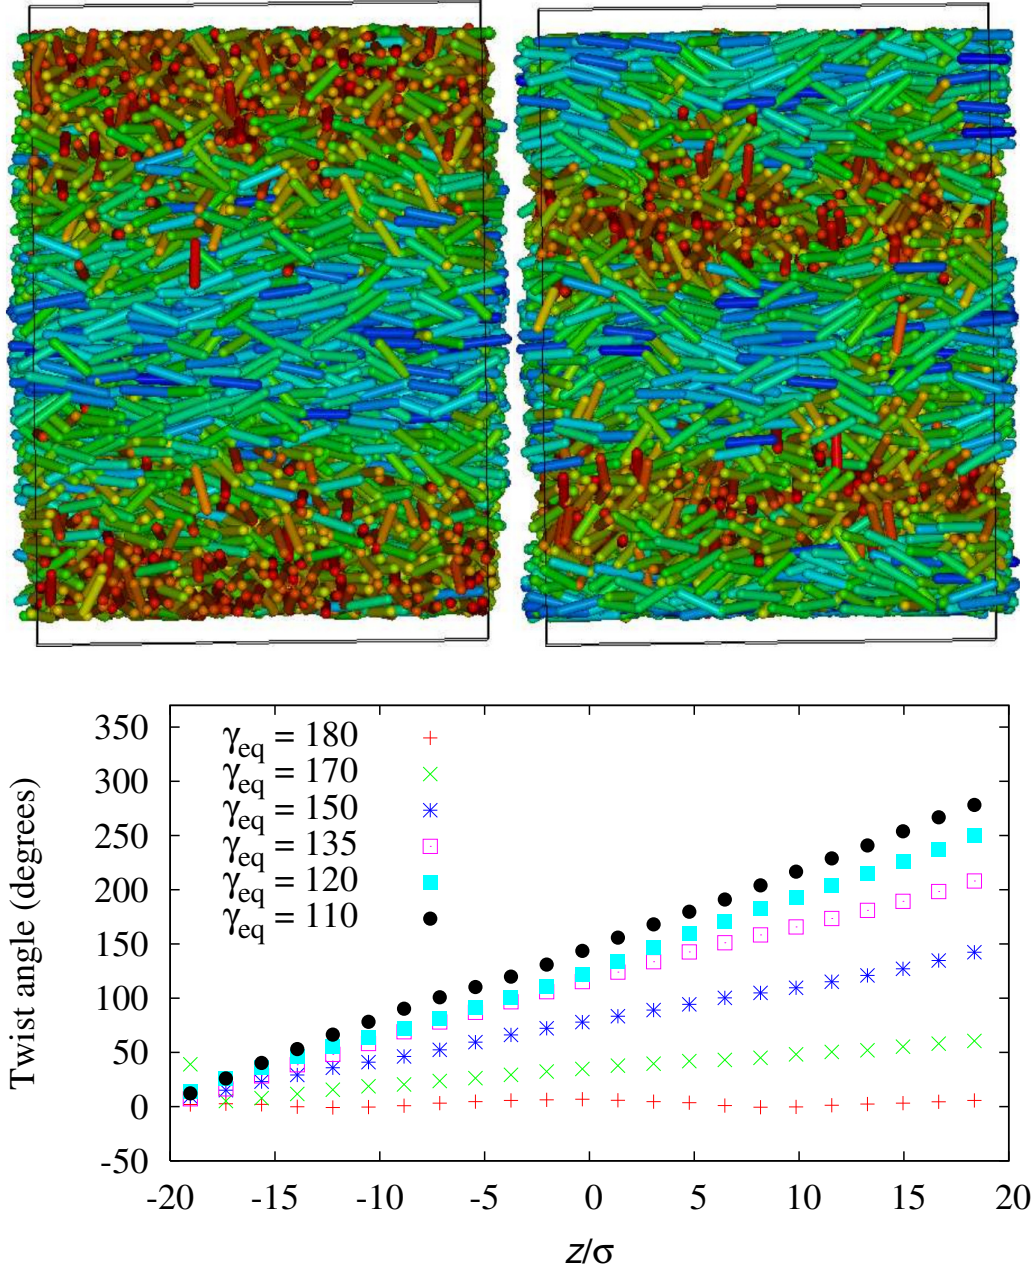 350
300
250
200
150
100
50
0
-50
Twist angle (degrees)
γeq = 180
γeq = 170
γeq = 150
γeq = 135
γeq = 120
γeq = 110
-20 -15 -10 -5 0 5 10 15 20
z/σ